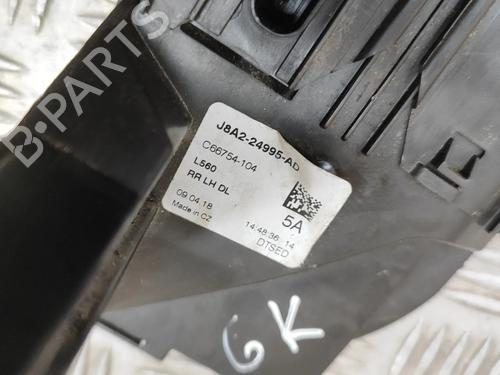 J8A2-24995-AD
C66754-104
L560
RR LH DL
09.04.18
Made in CZ
5A
14:48:36
14
DTSED
GK
B-PARTS